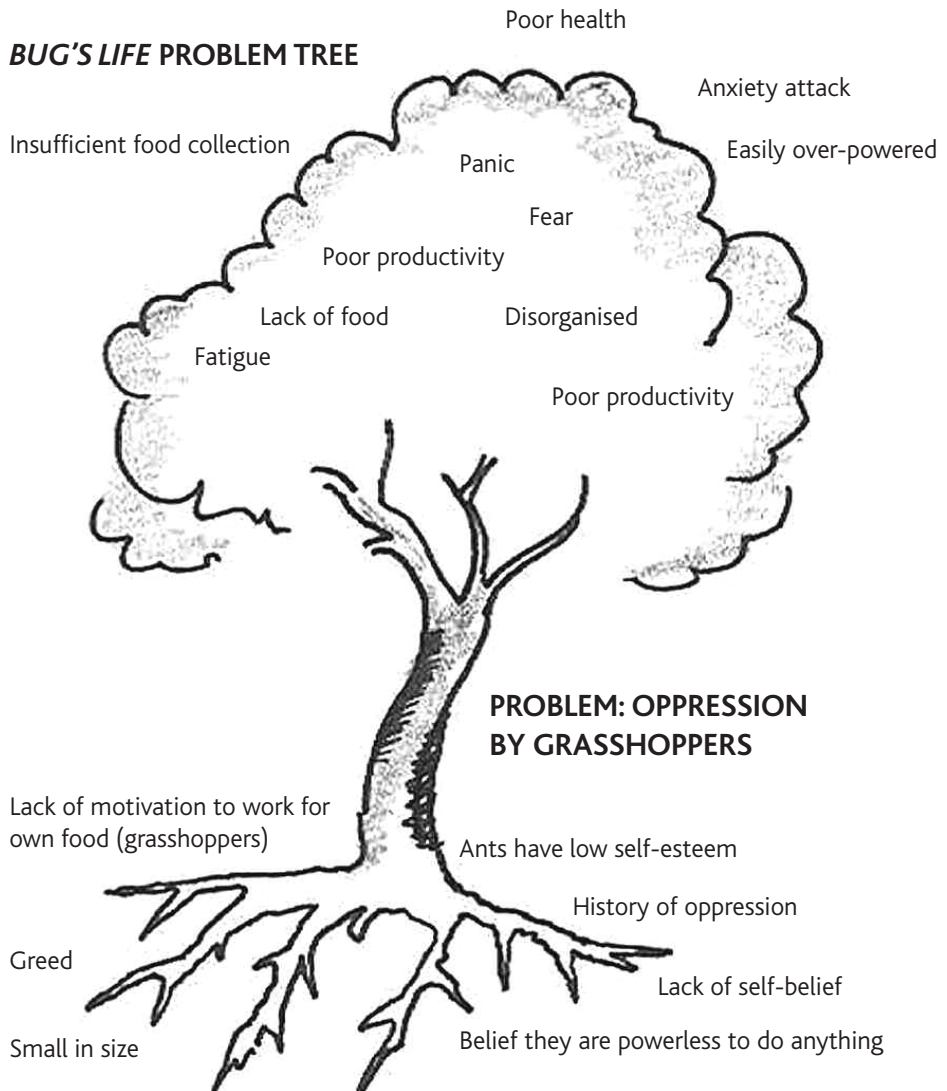 Poor health
BUG'S LIFE PROBLEM TREE
Anxiety attack
Insufficient food collection
Easily over-powered
Panic
Fear
Poor productivity
Lack of food
Disorganised
Fatigue
Poor productivity
PROBLEM: OPPRESSION
BY GRASSHOPPERS
Lack of motivation to work for
own food (grasshoppers)
Ants have low self-esteem
History of oppression
Greed
Lack of self-belief
Small in size
Belief they are powerless to do anything